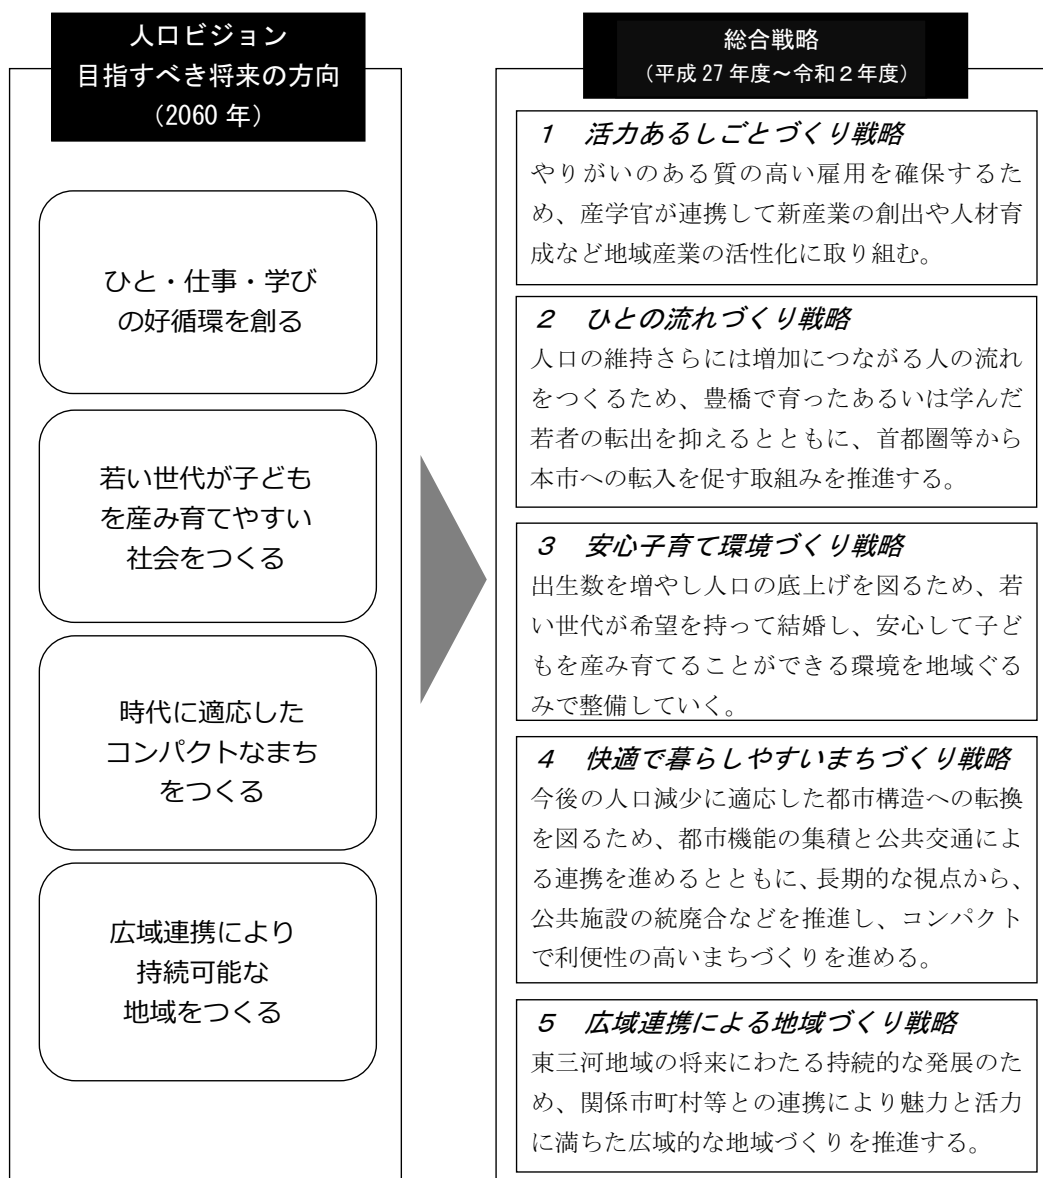 人口ビジョン
目指すべき将来の方向
（2060 年）
ひと・仕事・学び
の好循環を創る
若い世代が子ども
を産み育てやすい
社会をつくる
時代に適応した
コンパクトなまち
をつくる
広域連携により
持続可能な
地域をつくる
総合戦略
（平成 27 年度～令和２年度）
１　活力あるしごとづくり戦略
やりがいのある質の高い雇用を確保するた
め、産学官が連携して新産業の創出や人材育
成など地域産業の活性化に取り組む。
２　ひとの流れづくり戦略
人口の維持さらには増加につながる人の流れ
をつくるため、豊橋で育ったあるいは学んだ
若者の転出を抑えるとともに、首都圏等から
本市への転入を促す取組みを推進する。
３　安心子育て環境づくり戦略
出生数を増やし人口の底上げを図るため、若
い世代が希望を持って結婚し、安心して子ど
もを産み育てることができる環境を地域ぐる
みで整備していく。
４　快適で暮らしやすいまちづくり戦略
今後の人口減少に適応した都市構造への転換
を図るため、都市機能の集積と公共交通によ
る連携を進めるとともに、長期的な視点から、
公共施設の統廃合などを推進し、コンパクト
で利便性の高いまちづくりを進める。
５　広域連携による地域づくり戦略
東三河地域の将来にわたる持続的な発展のた
め、関係市町村等との連携により魅力と活力
に満ちた広域的な地域づくりを推進する。